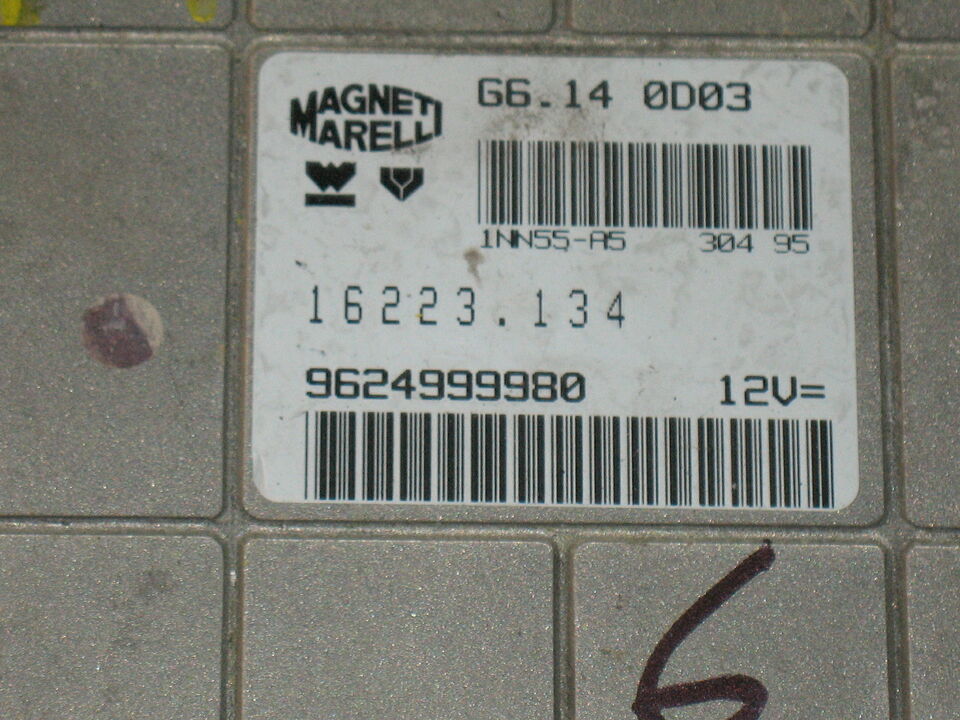 MAGNETI
MARELLI
G6.14 0D03
1NN55-A5 304 95
16223.134
9624999980 12V=
6